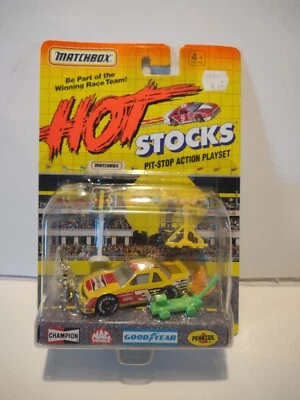 MATCHBOX
4+
Be Part of the
Winning Race Team!
HOT
STOCKS
MATCHBOX
PIT-STOP ACTION PLAYSET
CHAMPION
MAC
GOODYEAR
PENNZOIL